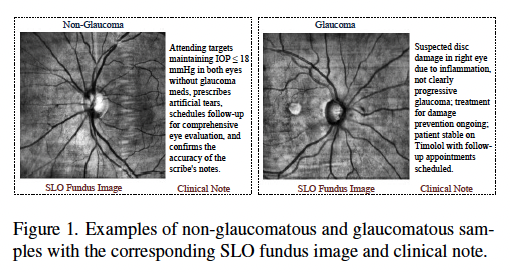 Non-Glaucoma
Attending targets
maintaining IOP ≤ 18
mmHg in both eyes
without glaucoma
meds, prescribes
artificial tears,
schedules follow-up
for comprehensive
eye evaluation, and
confirms the
accuracy of the
scribe's notes.
SLO Fundus Image
Clinical Note
Glaucoma
Suspected disc
damage in right eye
due to inflammation,
not clearly
progressive
glaucoma; treatment
for damage
prevention ongoing;
patient stable on
Timolol with follow-
up appointments
scheduled.
SLO Fundus Image
Clinical Note
Figure 1. Examples of non-glaucomatous and glaucomatous sam-
ples with the corresponding SLO fundus image and clinical note.